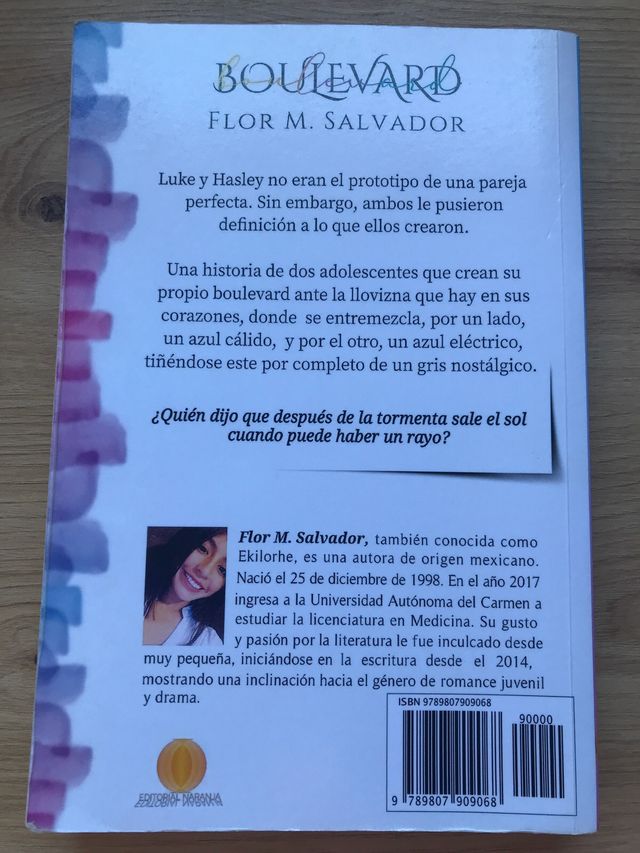 BOULEVARD
boulevard
FLOR M. SALVADOR
Luke y Hasley no eran el prototipo de una pareja
perfecta. Sin embargo, ambos le pusieron
definición a lo que ellos crearon.
Una historia de dos adolescentes que crean su
propio boulevard ante la llovizna que hay en sus
corazones, donde se entremezcla, por un lado,
un azul cálido, y por el otro, un azul eléctrico,
tiñéndose este por completo de un gris nostálgico.
¿Quién dijo que después de la tormenta sale el sol
cuando puede haber un rayo?
Flor M. Salvador, también conocida como
Ekilorhe, es una autora de origen mexicano.
Nació el 25 de diciembre de 1998. En el año 2017
ingresa a la Universidad Autónoma del Carmen a
estudiar la licenciatura en Medicina. Su gusto
y pasión por la literatura le fue inculcado desde
muy pequeña, iniciándose en la escritura desde el 2014,
mostrando una inclinación hacia el género de romance juvenil
y drama.
ISBN 9789807909068
90000
9 789807 909068
EDITORIAL NARANJA